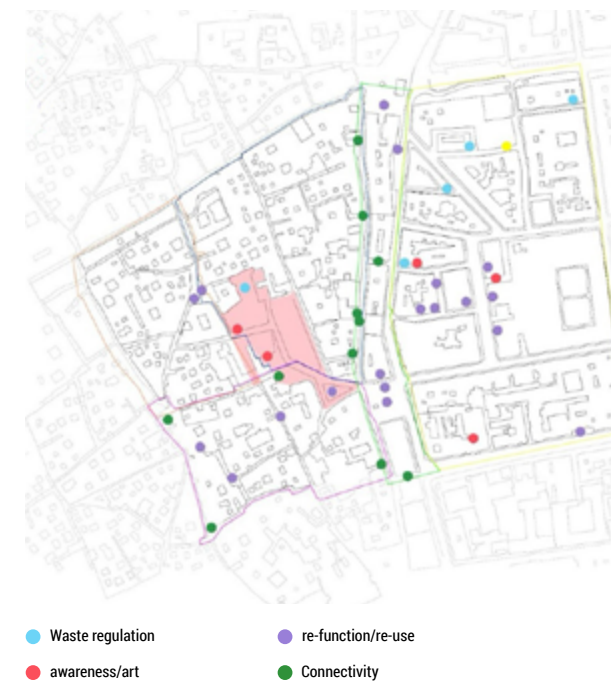 Waste regulation
re-function/re-use
awareness/art
Connectivity